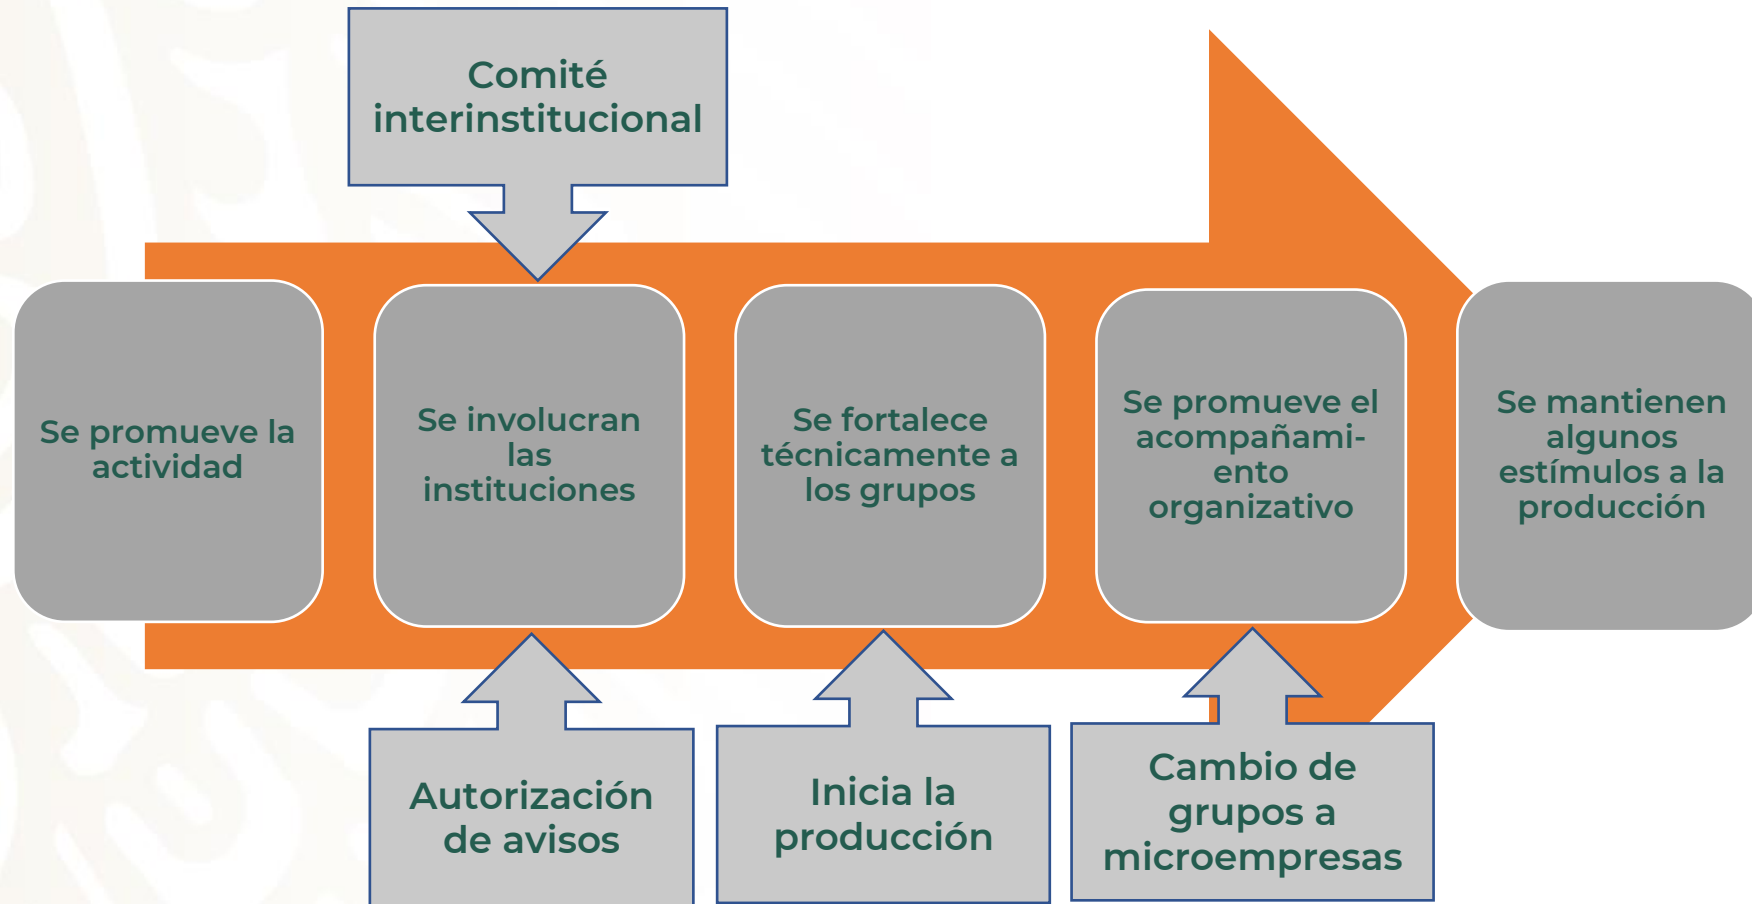 Comité
interinstitucional
Se promueve la
actividad
Se involucran
las
instituciones
Se fortalece
técnicamente a
los grupos
Se promueve el
acompañami-
ento
organizativo
Se mantienen
algunos
estímulos a la
producción
Autorización
de avisos
Inicia la
producción
Cambio de
grupos a
microempresas